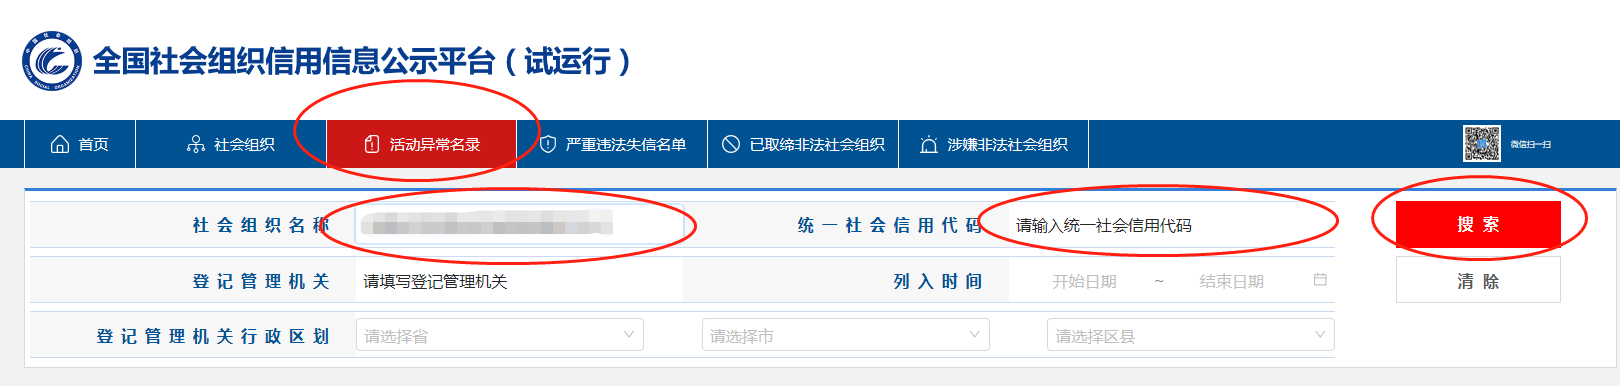 全国社会组织信用信息公示平台（试运行）
首页 社会组织 活动异常名录 严重违法失信名单 已取缔非法社会组织 涉嫌非法社会组织 微信扫一扫
社会组织名称 统一社会信用代码 请输入统一社会信用代码 搜索
登记管理机关 请填写登记管理机关 列入时间 开始日期 ~ 结束日期 清除
登记管理机关行政区划 请选择省 请选择市 请选择区县